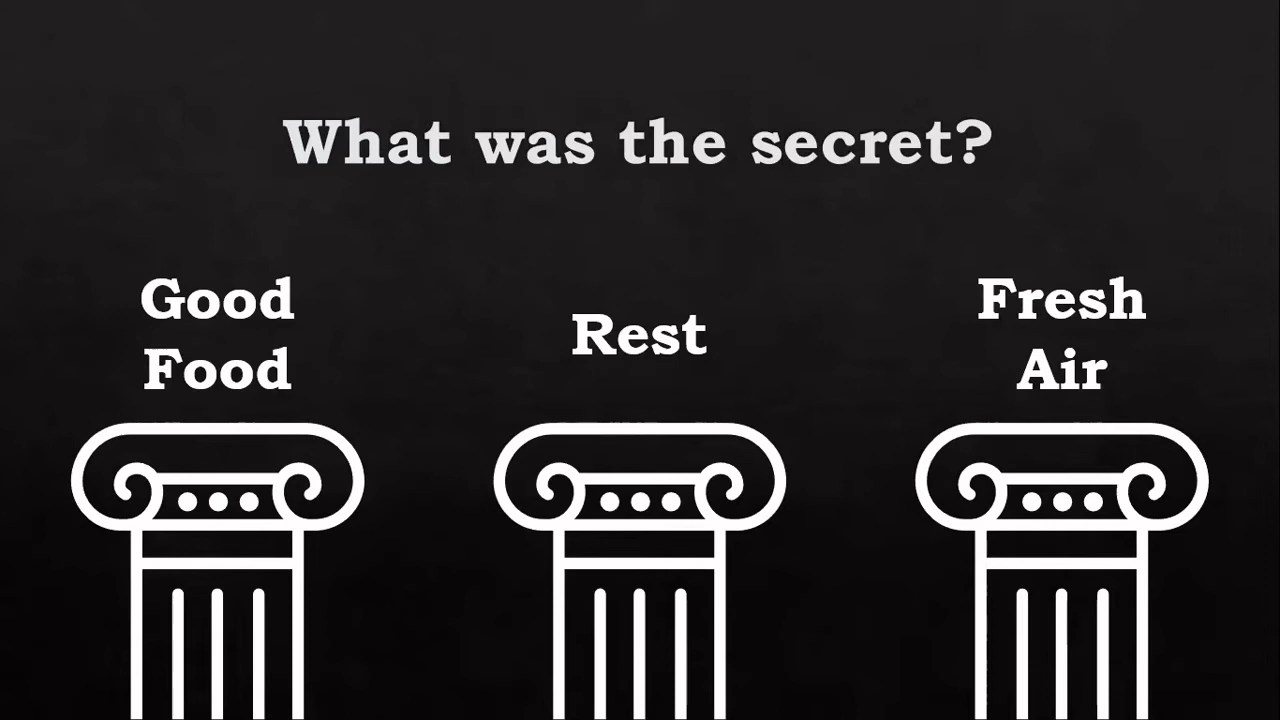 What was the secret?
Good
Food
Rest
Fresh
Air